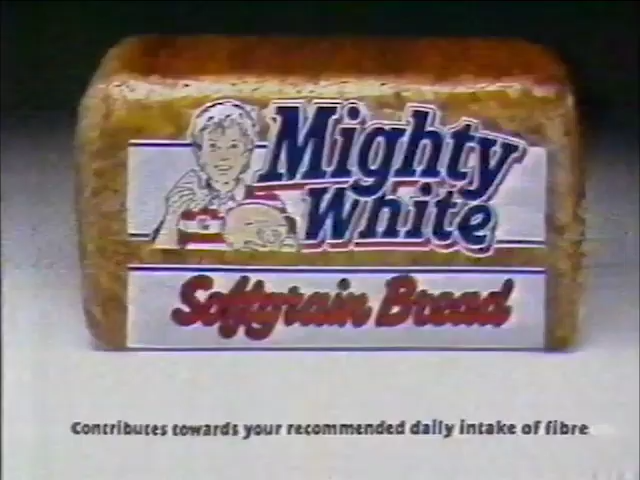 Mighty
White
Softgrain Bread
Contributes towards your recommended daily intake of fibre